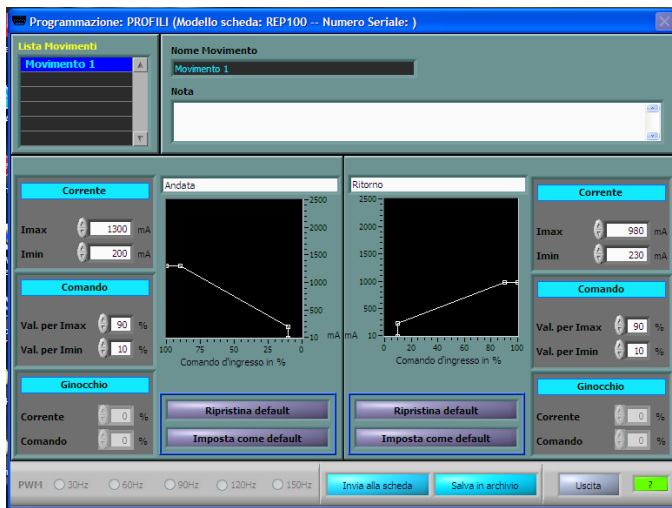 Programmazione: PROFILI (Modello scheda: REP100 -- Numero Seriale: )
Lista Movimenti
Movimento 1
Nome Movimento
Movimento 1
Nota
Corrente
Imax 1300 mA
Imin 200 mA
Comando
Val. per Imax 90 %
Val. per Imin 10 %
Ginocchio
Corrente 0 %
Comando 0 %
Andata
2500
2000
1500
1000
500
10 mA
100 75 50 25 0
Comando d'ingresso in %
Ripristina default
Imposta come default
Ritorno
2500
2000
1500
1000
500
mA 10
0 20 40 60 80 100
Comando d'ingresso in %
Ripristina default
Imposta come default
Corrente
Imax 980 mA
Imin 230 mA
Comando
Val. per Imax 90 %
Val. per Imin 10 %
Ginocchio
Corrente 0 %
Comando 0 %
PWM 30Hz 60Hz 90Hz 120Hz 150Hz
Invia alla scheda
Salva in archivio
Uscita
?